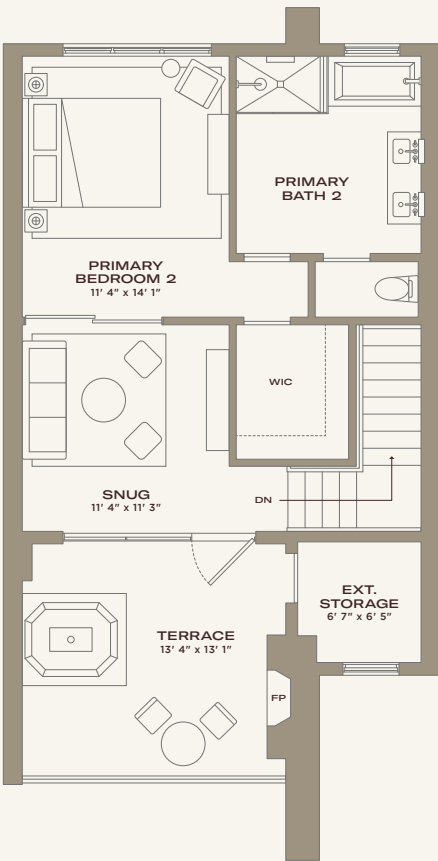 PRIMARY
BATH 2
PRIMARY
BEDROOM 2
11' 4" x 14' 1"
WIC
SNUG
11' 4" x 11' 3"
DN
EXT.
STORAGE
6' 7" x 6' 5"
TERRACE
13' 4" x 13' 1"
FP